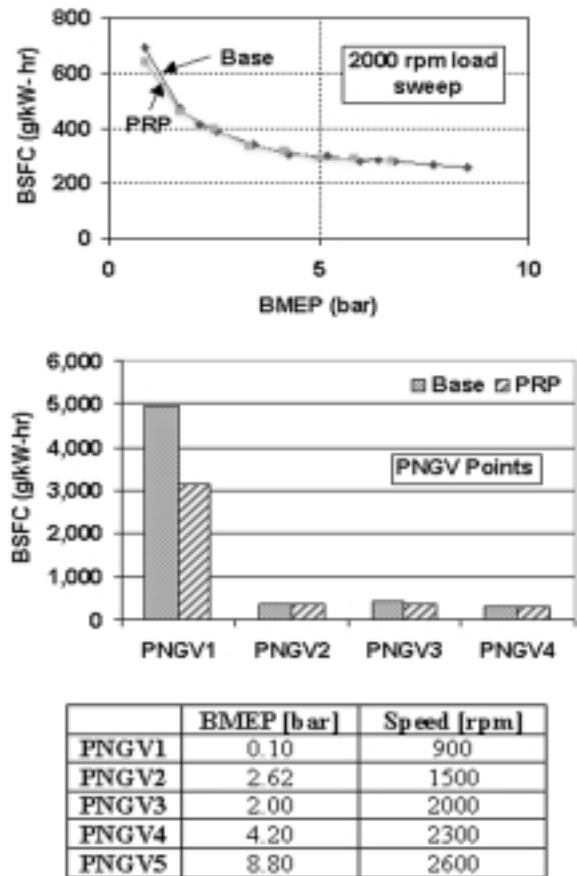 800
600
400
200
0
BSFC (g/kW- hr)
Base
PRP
2000 rpm load
sweep
0 5 10
BMEP (bar)
6,000
5,000
4,000
3,000
2,000
1,000
0
BSFC (g/kW-hr)
Base PRP
PNGV Points
PNGV1 PNGV2 PNGV3 PNGV4
BMEP [bar] Speed [rpm]
PNGV1 0.10 900
PNGV2 2.62 1500
PNGV3 2.00 2000
PNGV4 4.20 2300
PNGV5 8.80 2600